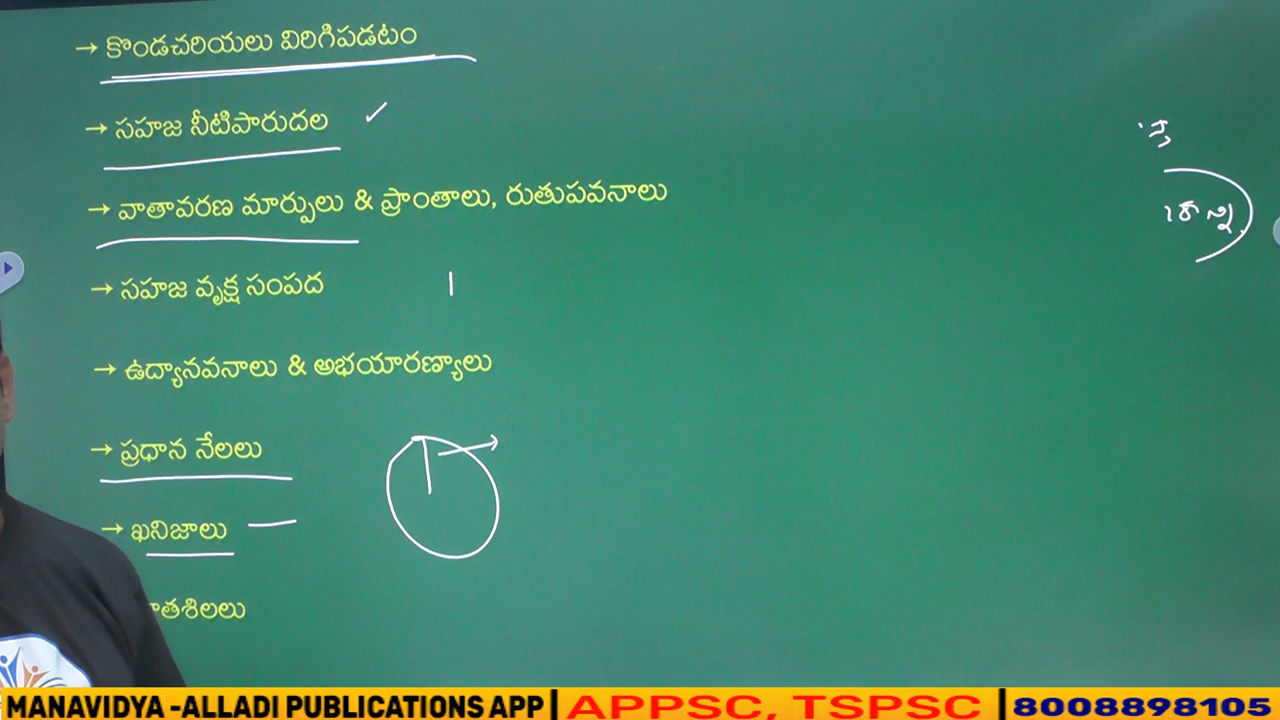 → కొండచరియలు విరిగిపడటం
→ సహజ నీటిపారుదల
→ వాతావరణ మార్పులు & ప్రాంతాలు, రుతుపవనాలు
→ సహజ వృక్ష సంపద
→ ఉద్యానవనాలు & అభయారణ్యాలు
→ ప్రధాన నేలలు
→ ఖనిజాలు
తశిలలు
MANAVIDYA -ALLADI PUBLICATIONS APP | APPSC, TSPSC | 8008898105